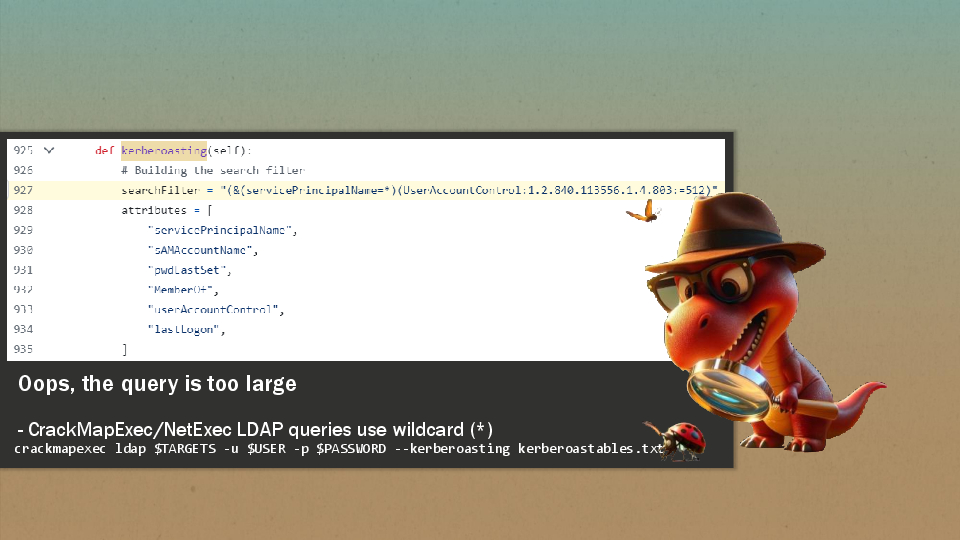 925 def kerberoasting(self):
926 # Building the search filter
927 searchFilter = "(&(servicePrincipalName=*)(UserAccountControl:1.2.840.113556.1.4.803:=512)"
928 attributes = [
929 "servicePrincipalName",
930 "sAMAccountName",
931 "pwdLastSet",
932 "MemberOf",
933 "userAccountControl",
934 "lastLogon",
935 ]
Oops, the query is too large
- CrackMapExec/NetExec LDAP queries use wildcard (*)
crackmapexec ldap $TARGETS -u $USER -p $PASSWORD --kerberoasting kerberoastables.txt